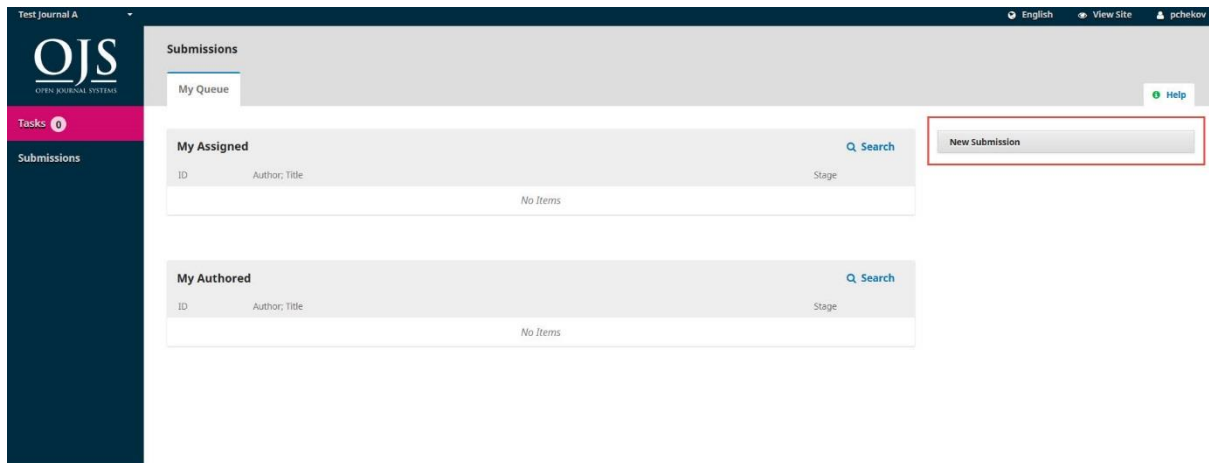 Test Journal A
English View Site pchekov
OJS
OPEN JOURNAL SYSTEMS
Tasks 0
Submissions
Submissions
My Queue
Help
My Assigned Search
ID Author; Title Stage
No Items
My Authored Search
ID Author; Title Stage
No Items
New Submission